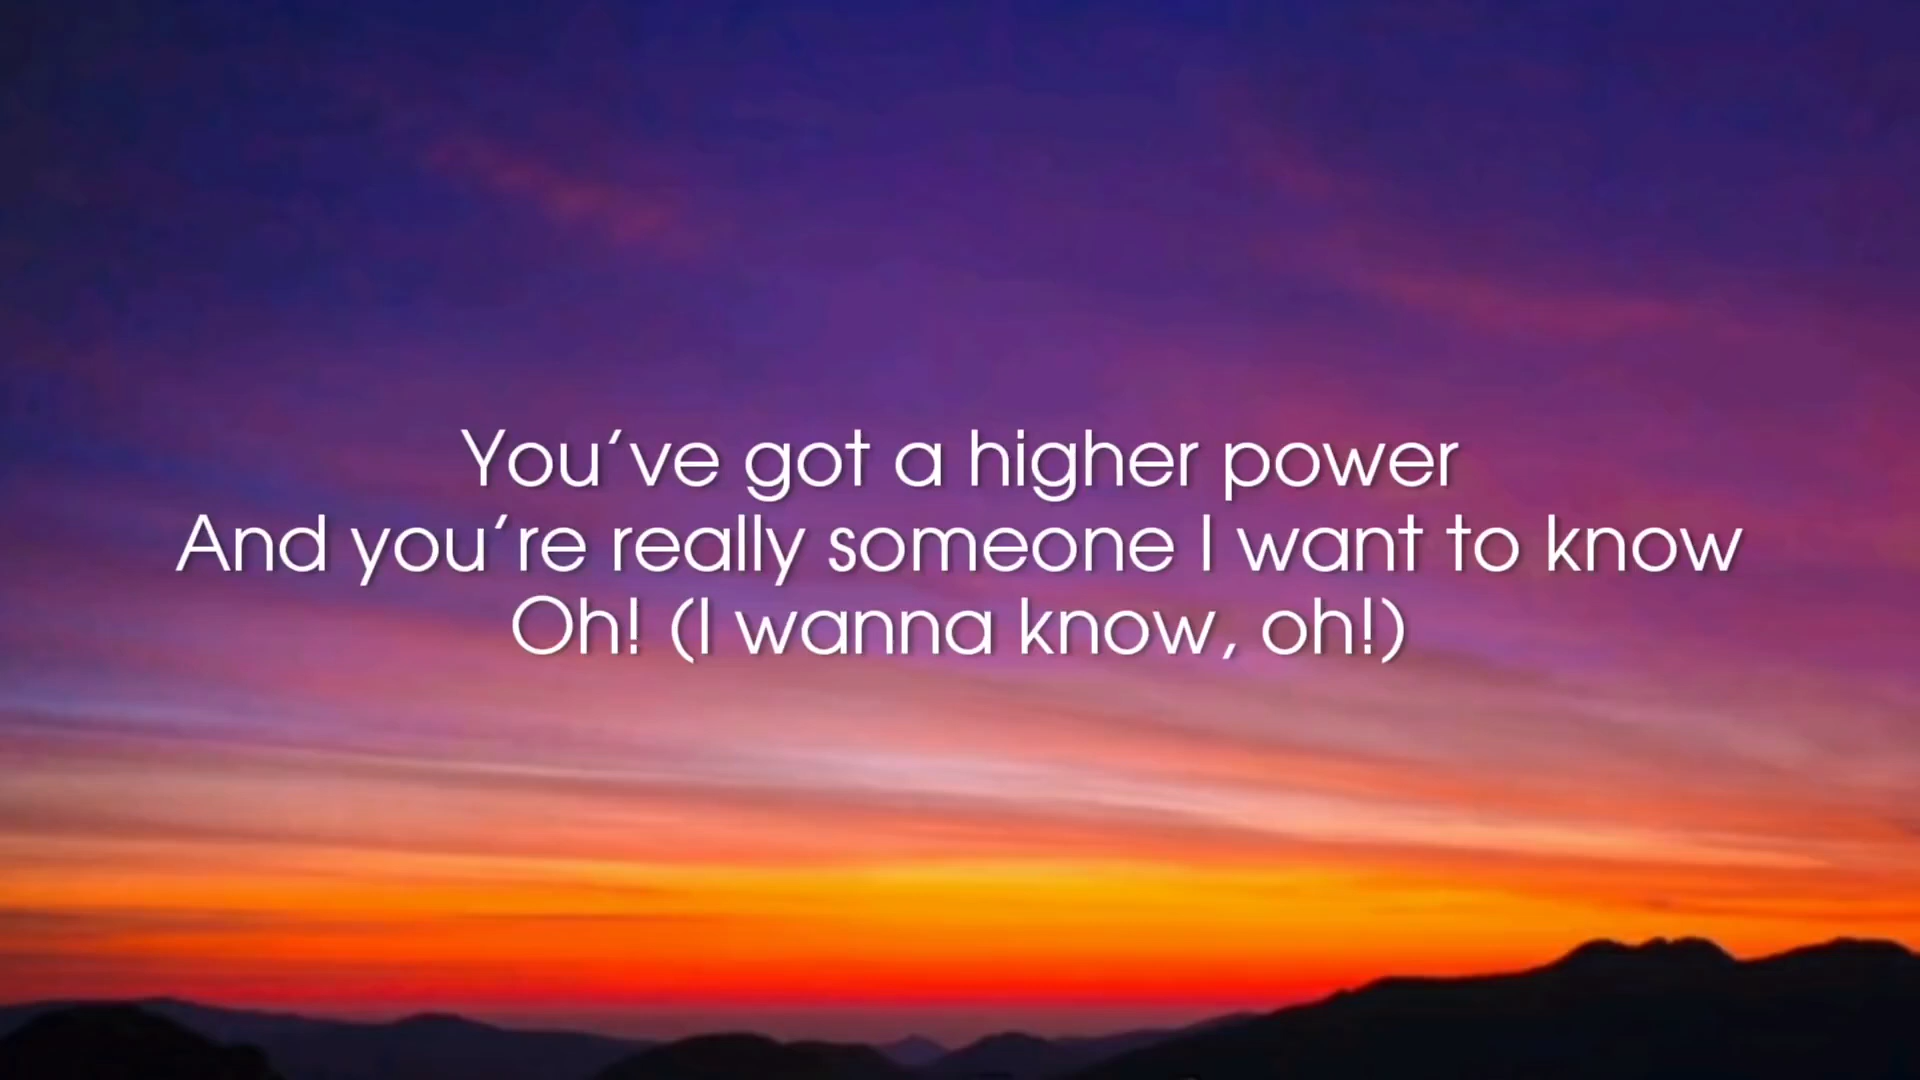 You've got a higher power
And you're really someone I want to know
Oh! (I wanna know, oh!)